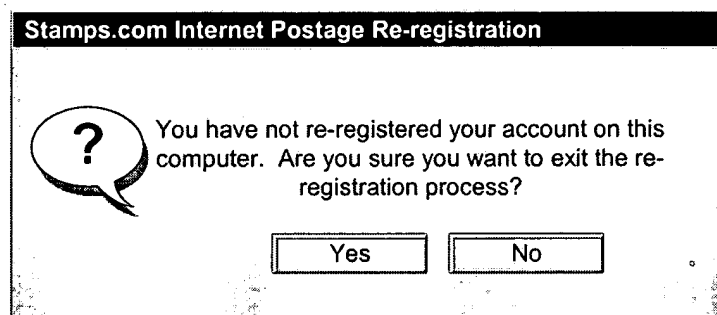 Stamps.com Internet Postage Re-registration
?
You have not re-registered your account on this
computer. Are you sure you want to exit the re-
registration process?
Yes No